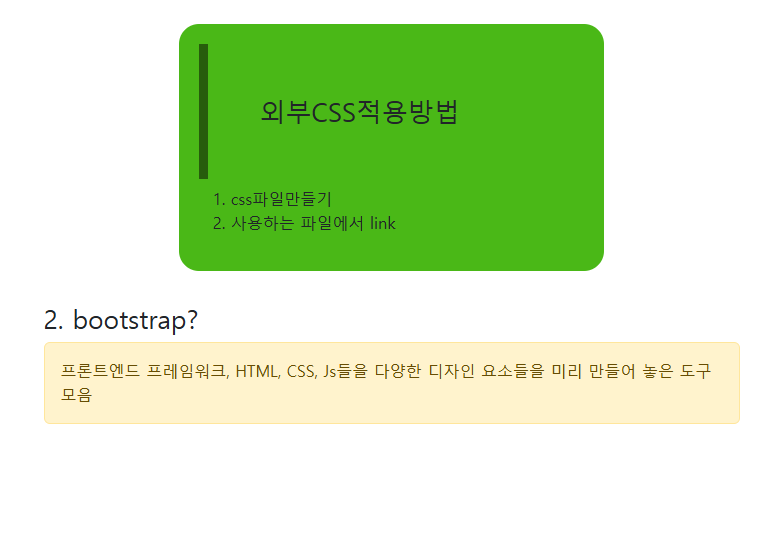 외부CSS적용방법
1. css파일만들기
2. 사용하는 파일에서 link
2. bootstrap?
프론트엔드 프레임워크, HTML, CSS, Js들을 다양한 디자인 요소들을 미리 만들어 놓은 도구
모음